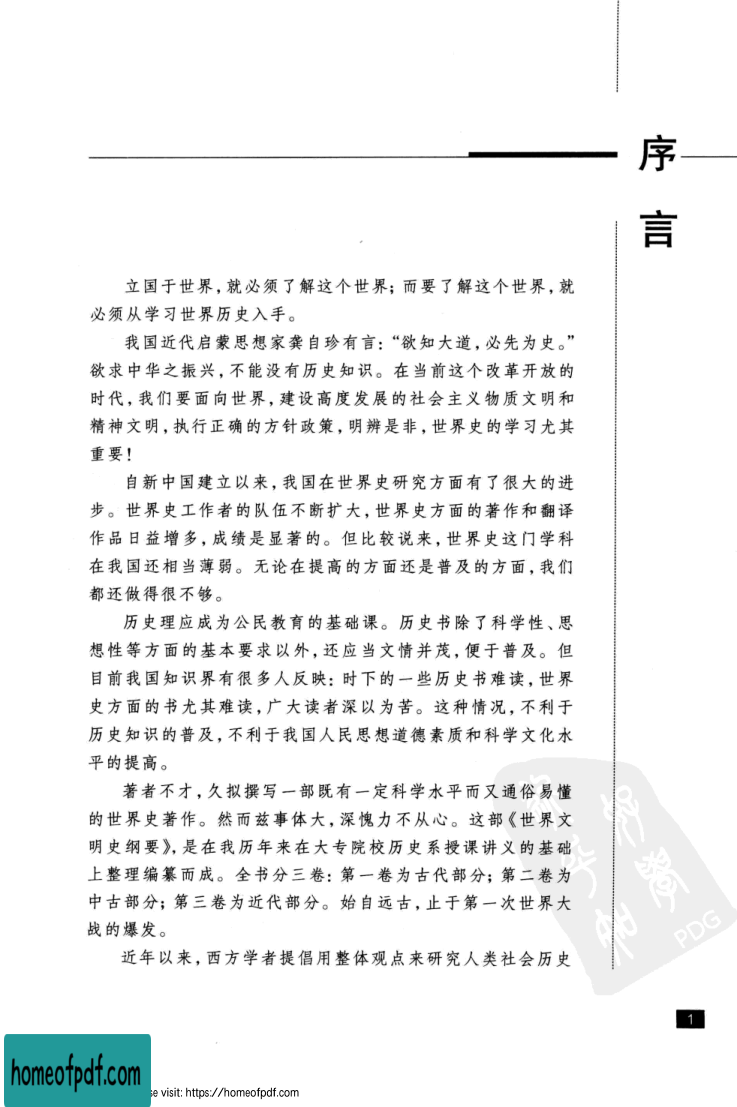 序言
立国于世界,就必须了解这个世界;而要了解这个世界,就
必须从学习世界历史入手。
我国近代启蒙思想家龚自珍有言:“欲知大道,必先为史。”
欲求中华之振兴,不能没有历史知识。在当前这个改革开放的
时代,我们要面向世界,建设高度发展的社会主义物质文明和
精神文明,执行正确的方针政策,明辨是非,世界史的学习尤其
重要!
自新中国建立以来,我国在世界史研究方面有了很大的进
步。世界史工作者的队伍不断扩大,世界史方面的著作和翻译
作品日益增多,成绩是显著的。但比较说来,世界史这门学科
在我国还相当薄弱。无论在提高的方面还是普及的方面,我们
都还做得很不够。
历史理应成为公民教育的基础课。历史书除了科学性、思
想性等方面的基本要求以外,还应当文情并茂,便于普及。但
目前我国知识界有很多人反映:时下的一些历史书难读,世界
史方面的书尤其难读,广大读者深以为苦。这种情况,不利于
历史知识的普及,不利于我国人民思想道德素质和科学文化水
平的提高。
著者不才,久拟撰写一部既有一定科学水平而又通俗易懂
的世界史著作。然而兹事体大,深愧力不从心。这部《世界文
明史纲要》,是在我历年来在大专院校历史系授课讲义的基础
上整理编纂而成。全书分三卷:第一卷为古代部分;第二卷为
中古部分;第三卷为近代部分。始自远古,止于第一次世界大
战的爆发。
近年以来,西方学者提倡用整体观点来研究人类社会历史
PDG
1
homeofpdf.com
se visit: https://homeofpdf.com